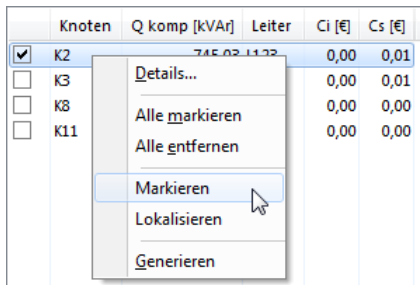 Knoten Q komp [kVAr] Leiter Ci [€] Cs [€]
K2 745,03 L123 0,00 0,01
K3 0,00 0,01
K8 0,00 0,00
K11 0,00 0,00
Details...
Alle markieren
Alle entfernen
Markieren
Lokalisieren
Generieren